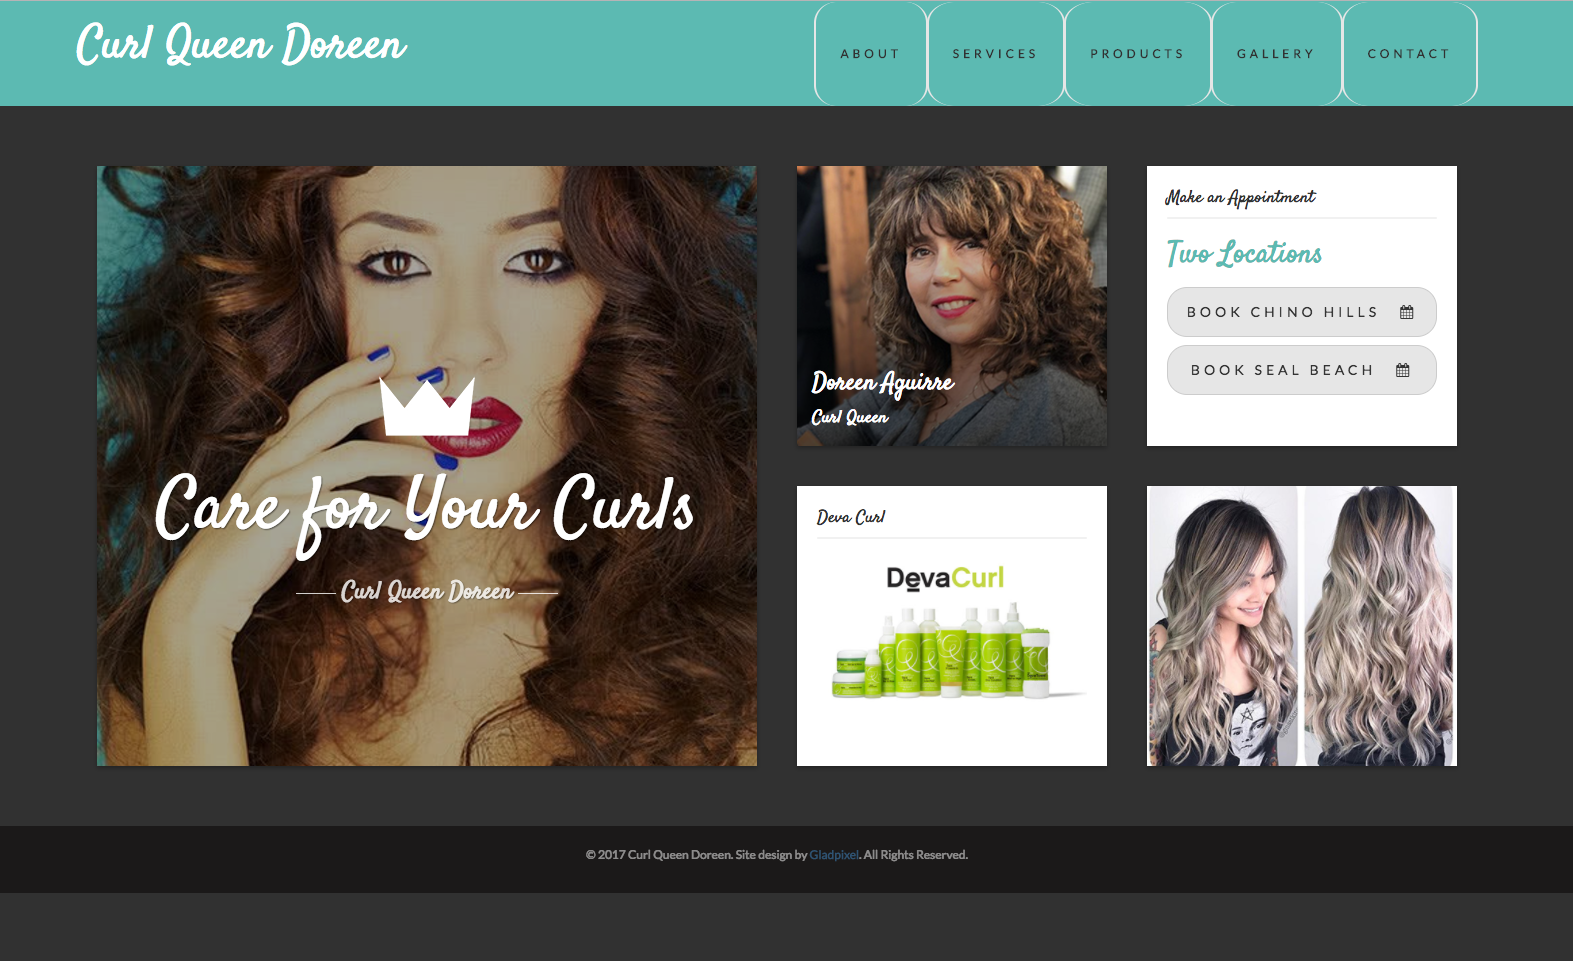 Curl Queen Doreen
ABOUT
SERVICES
PRODUCTS
GALLERY
CONTACT
Care for Your Curls
Curl Queen Doreen
Doreen Aguirre
Curl Queen
Make an Appointment
Two Locations
BOOK CHINO HILLS
BOOK SEAL BEACH
Deva Curl
DevaCurl
© 2017 Curl Queen Doreen. Site design by Gladpixel. All Rights Reserved.